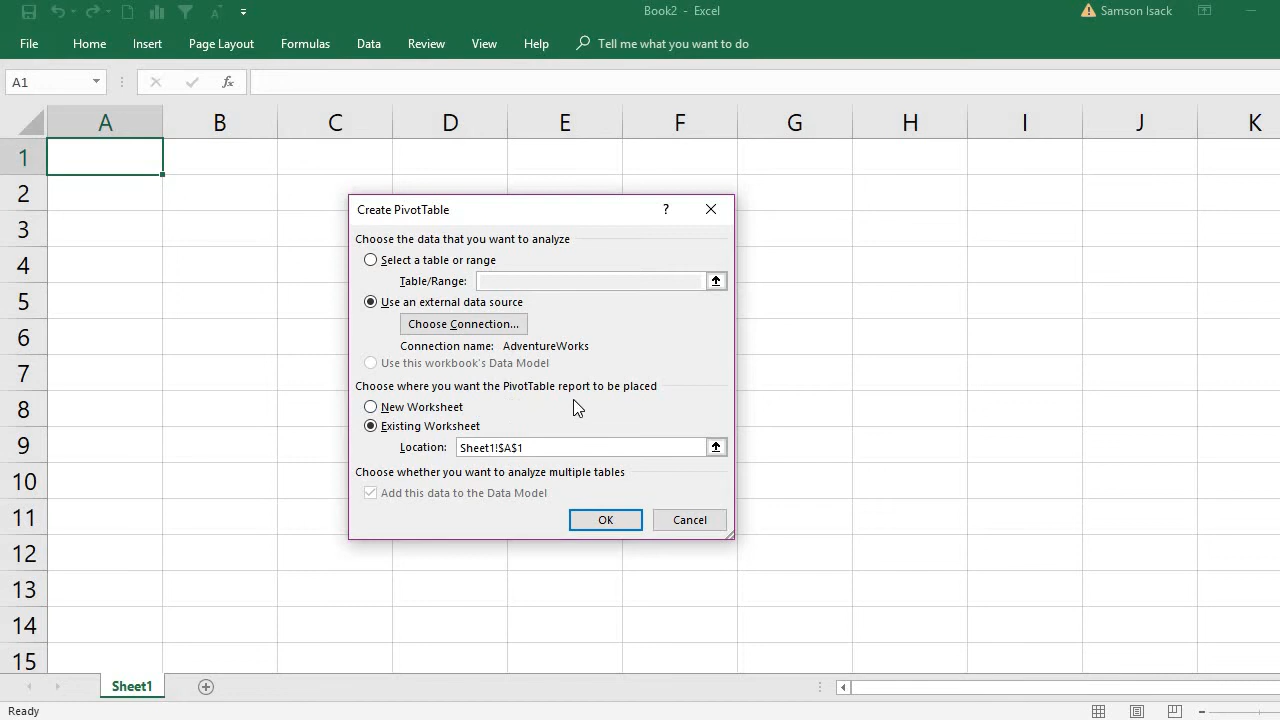 Book2 - Excel
Samson Isack
File Home Insert Page Layout Formulas Data Review View Help Tell me what you want to do
A1 fx
A B C D E F G H I J K
1
2
3
4
5
6
7
8
9
10
11
12
13
14
15
Create PivotTable ?
Choose the data that you want to analyze
Select a table or range
Table/Range:
Use an external data source
Choose Connection...
Connection name: AdventureWorks
Use this workbook's Data Model
Choose where you want the PivotTable report to be placed
New Worksheet
Existing Worksheet
Location: Sheet1!$A$1
Choose whether you want to analyze multiple tables
Add this data to the Data Model
OK Cancel
Sheet1
Ready